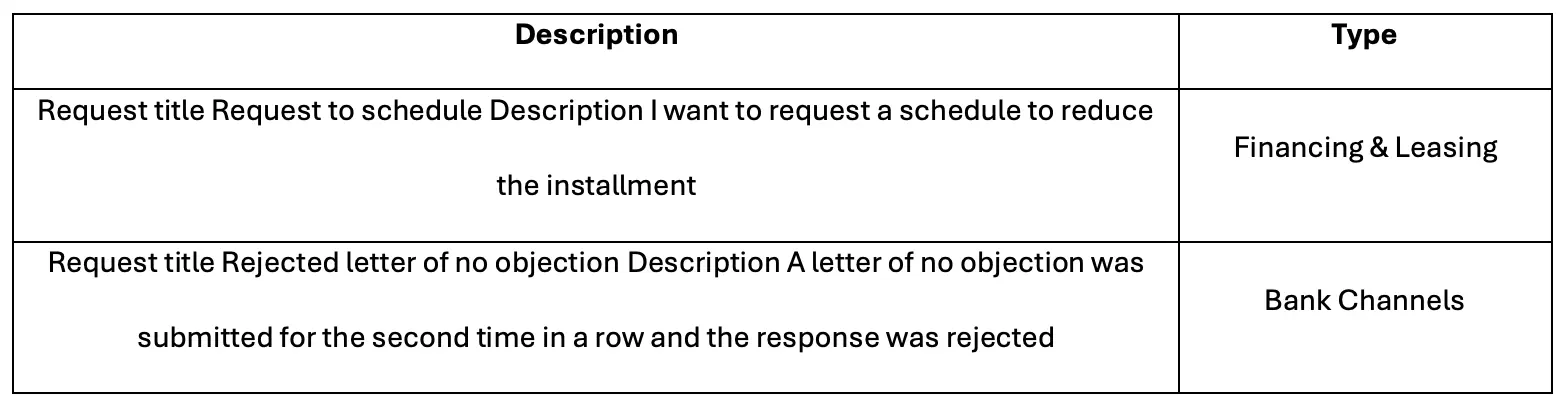 Description
Type
Request title Request to schedule Description I want to request a schedule to reduce
the installment
Financing & Leasing
Request title Rejected letter of no objection Description A letter of no objection was
submitted for the second time in a row and the response was rejected
Bank Channels